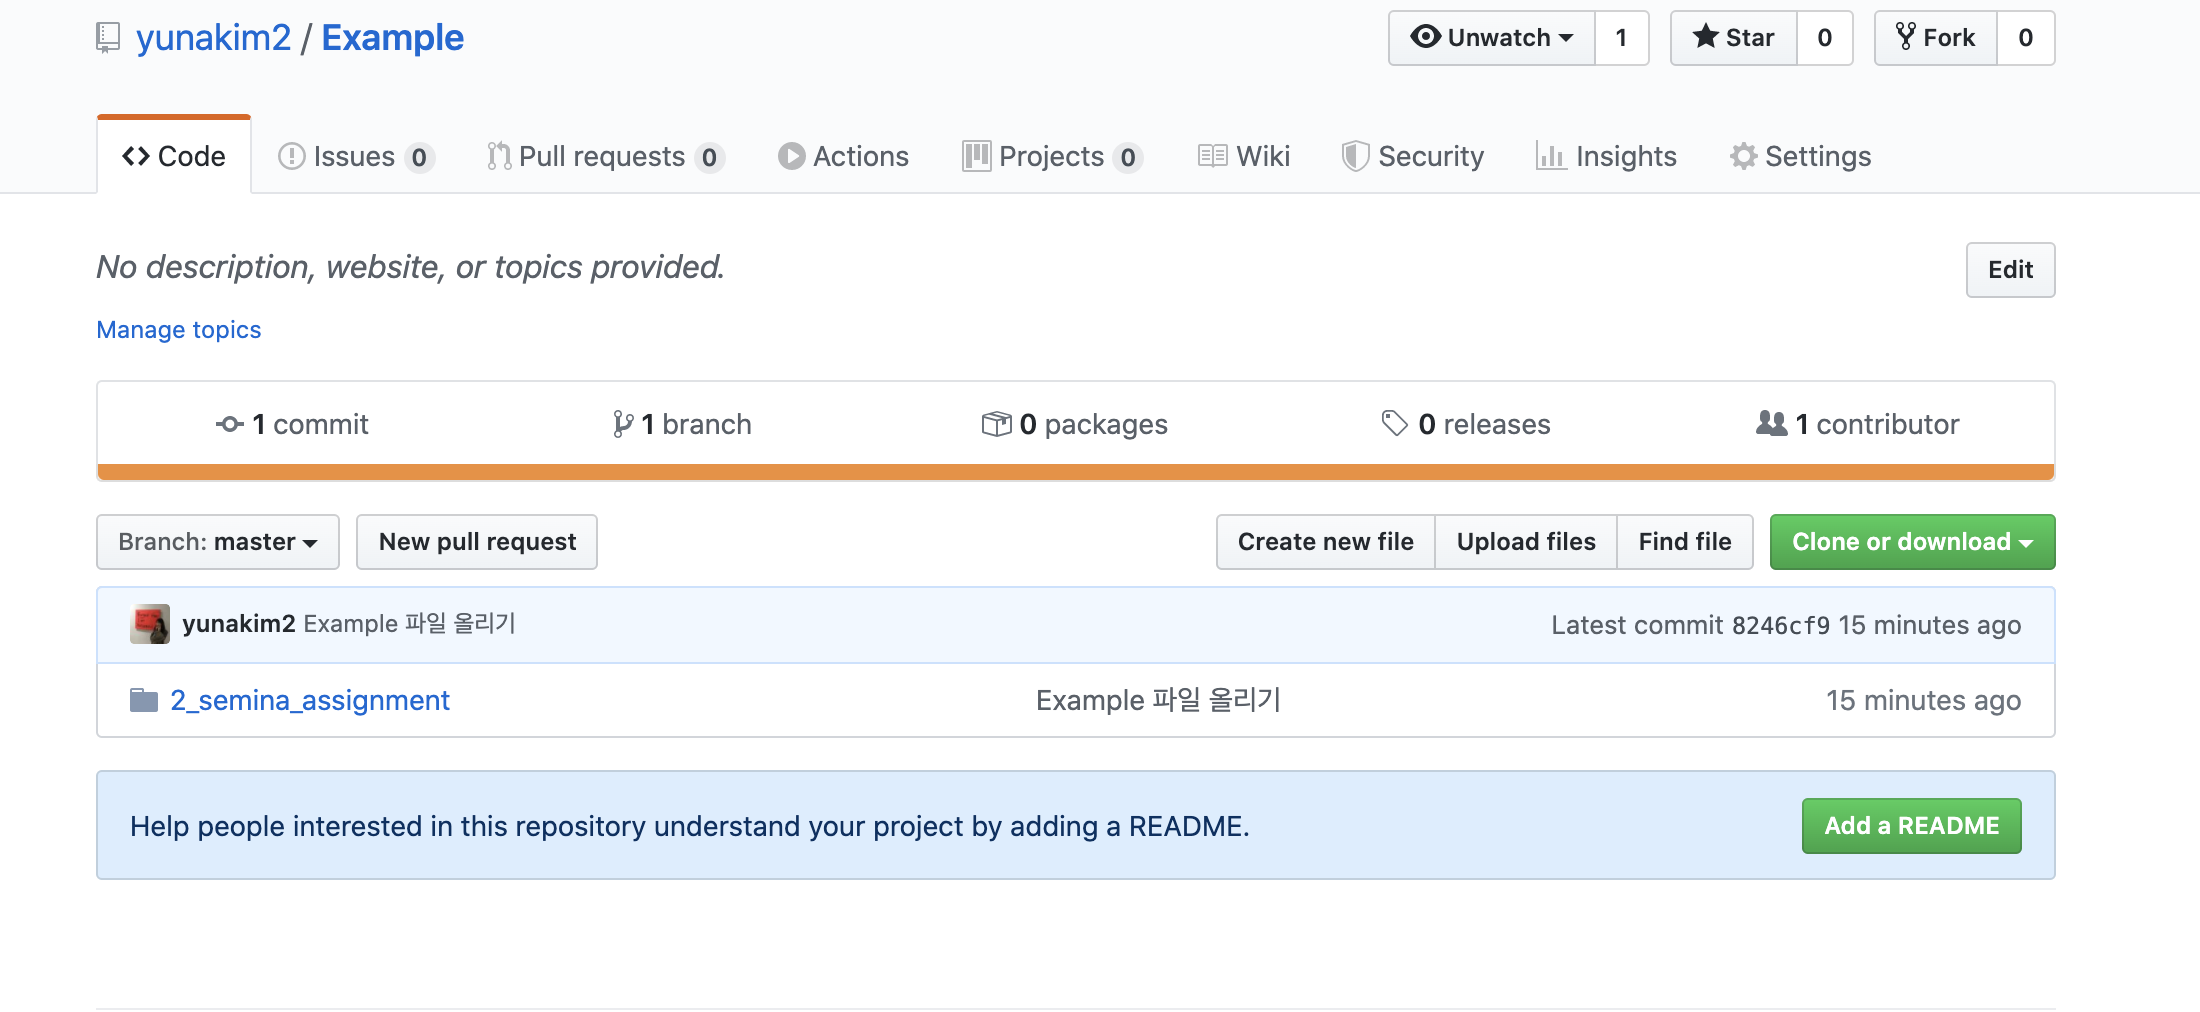 yunakim2 / Example
Unwatch 1 Star 0 Fork 0
Code Issues 0 Pull requests 0 Actions Projects 0 Wiki Security Insights Settings
No description, website, or topics provided.
Edit
Manage topics
1 commit 1 branch 0 packages 0 releases 1 contributor
Branch: master New pull request Create new file Upload files Find file Clone or download
yunakim2 Example 파일 올리기 Latest commit 8246cf9 15 minutes ago
2_semina_assignment Example 파일 올리기 15 minutes ago
Help people interested in this repository understand your project by adding a README. Add a README